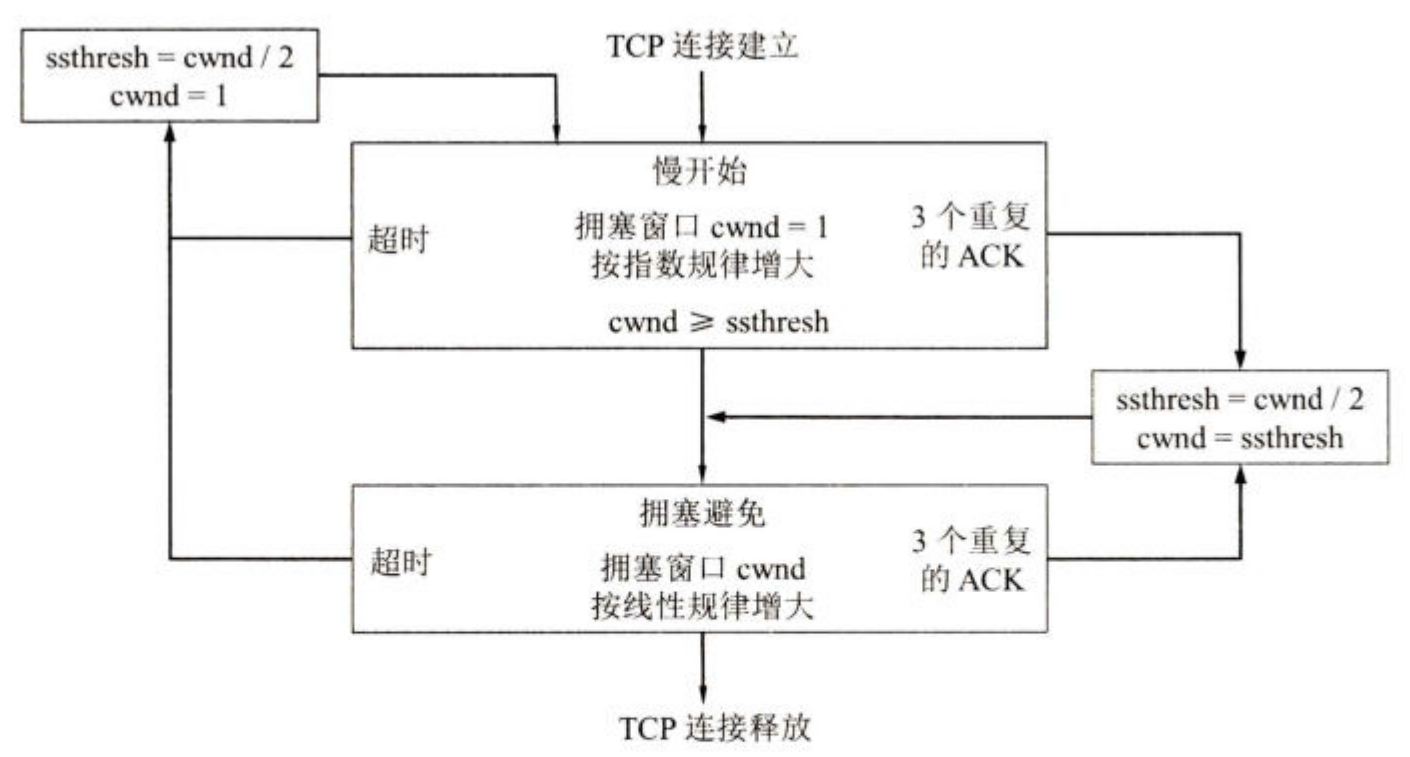 ssthresh = cwnd / 2
cwnd = 1
TCP 连接建立
慢开始
超时
拥塞窗口 cwnd = 1
按指数规律增大
3 个重复
的 ACK
cwnd ⩾ ssthresh
ssthresh = cwnd / 2
cwnd = ssthresh
拥塞避免
超时
拥塞窗口 cwnd
按线性规律增大
3 个重复
的 ACK
TCP 连接释放